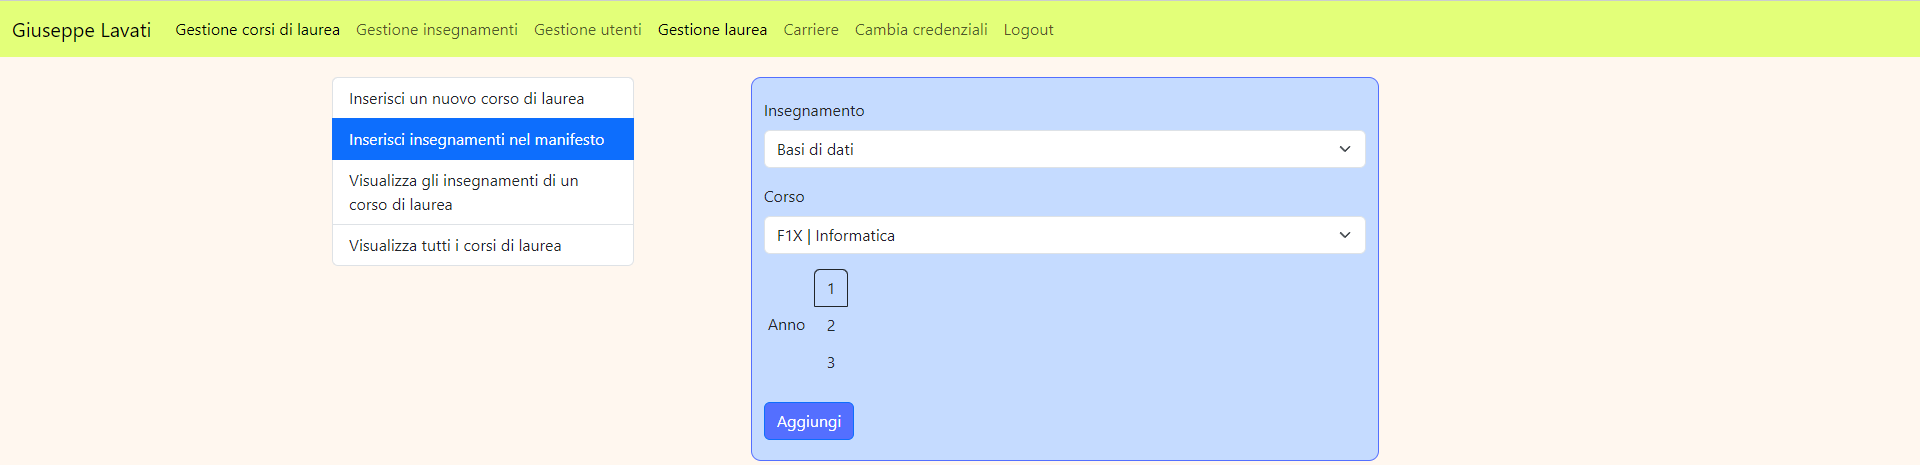 Giuseppe Lavati Gestione corsi di laurea Gestione insegnamenti Gestione utenti Gestione laurea Carriere Cambia credenziali Logout
Inserisci un nuovo corso di laurea
Inserisci insegnamenti nel manifesto
Visualizza gli insegnamenti di un
corso di laurea
Visualizza tutti i corsi di laurea
Insegnamento
Basi di dati
Corso
F1X | Informatica
1
Anno 2
3
Aggiungi